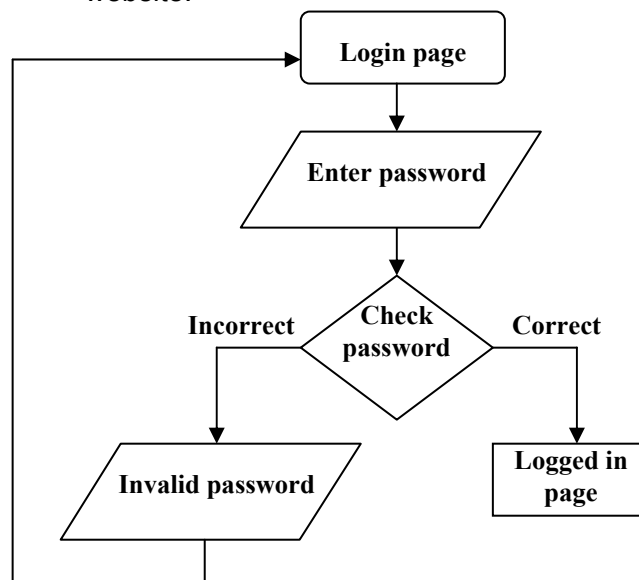 Login page
Enter password
Check
password
Incorrect
Correct
Invalid password
Logged in
page